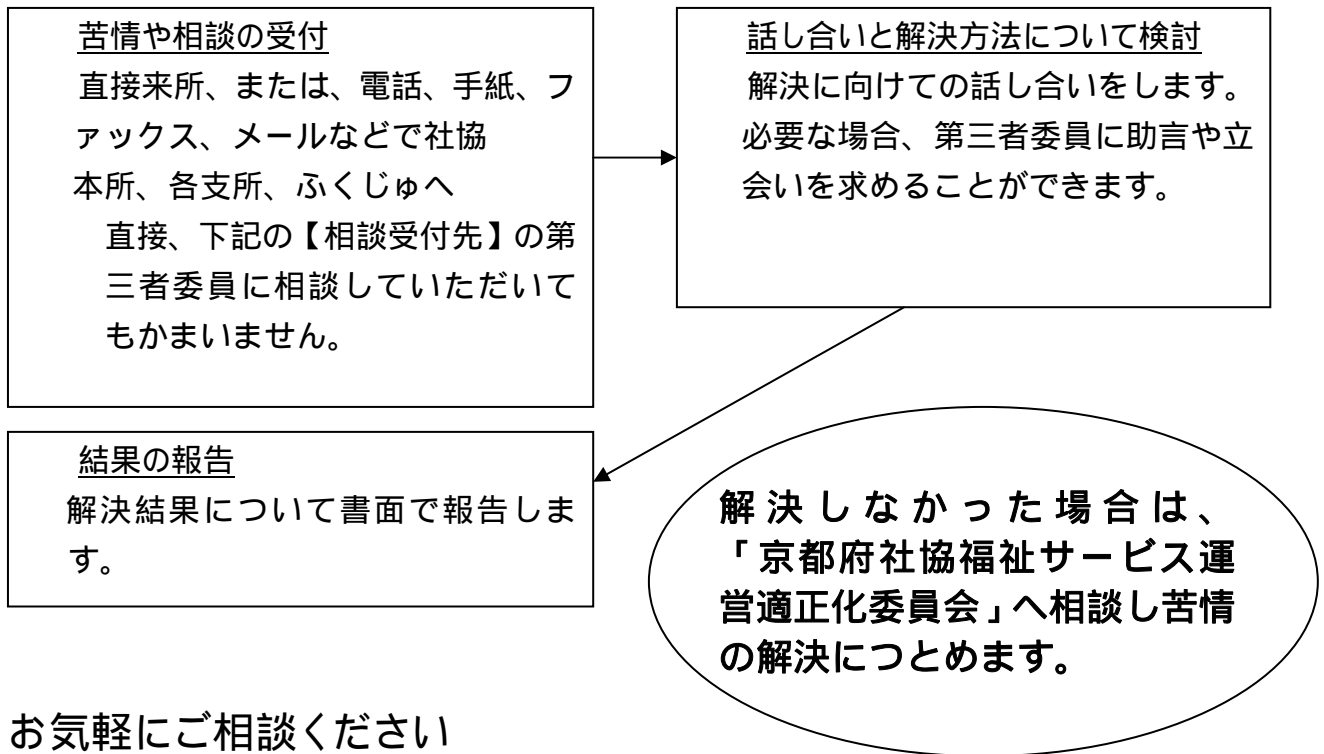 苦情や相談の受付
直接来所、または、電話、手紙、フ
ァックス、メールなどで社協
本所、各支所、ふくじゅへ
直接、下記の【相談受付先】の第
三者委員に相談していただいて
もかまいません。
話し合いと解決方法について検討
解決に向けての話し合いをします。
必要な場合、第三者委員に助言や立
会いを求めることができます。
結果の報告
解決結果について書面で報告しま
す。
解決しなかった場合は、
「京都府社協福祉サービス運
営適正化委員会」へ相談し苦情
の解決につとめます。
お気軽にご相談ください